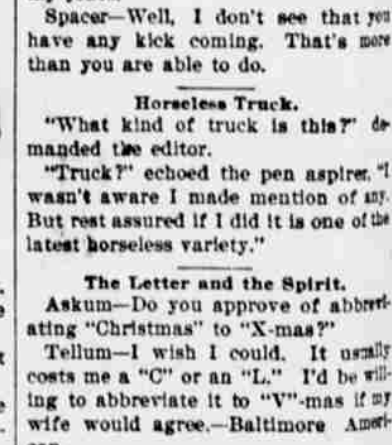 Spacer—Well, I don't see that you
have any kick coming. That's more
than you are able to do.
Horseless Truck.
"What kind of truck is this?" de-
manded the editor.
"Truck?" echoed the pen aspirer. "I
wasn't aware I made mention of any.
But rest assured if I did it is one of the
latest horseless variety."
The Letter and the Spirit.
Askum—Do you approve of abbrevi-
ating "Christmas" to "X-mas?"
Tellum—I wish I could. It usually
costs me a "C" or an "L." I'd be will-
ing to abbreviate it to "V"-mas if my
wife would agree.—Baltimore Ameri-